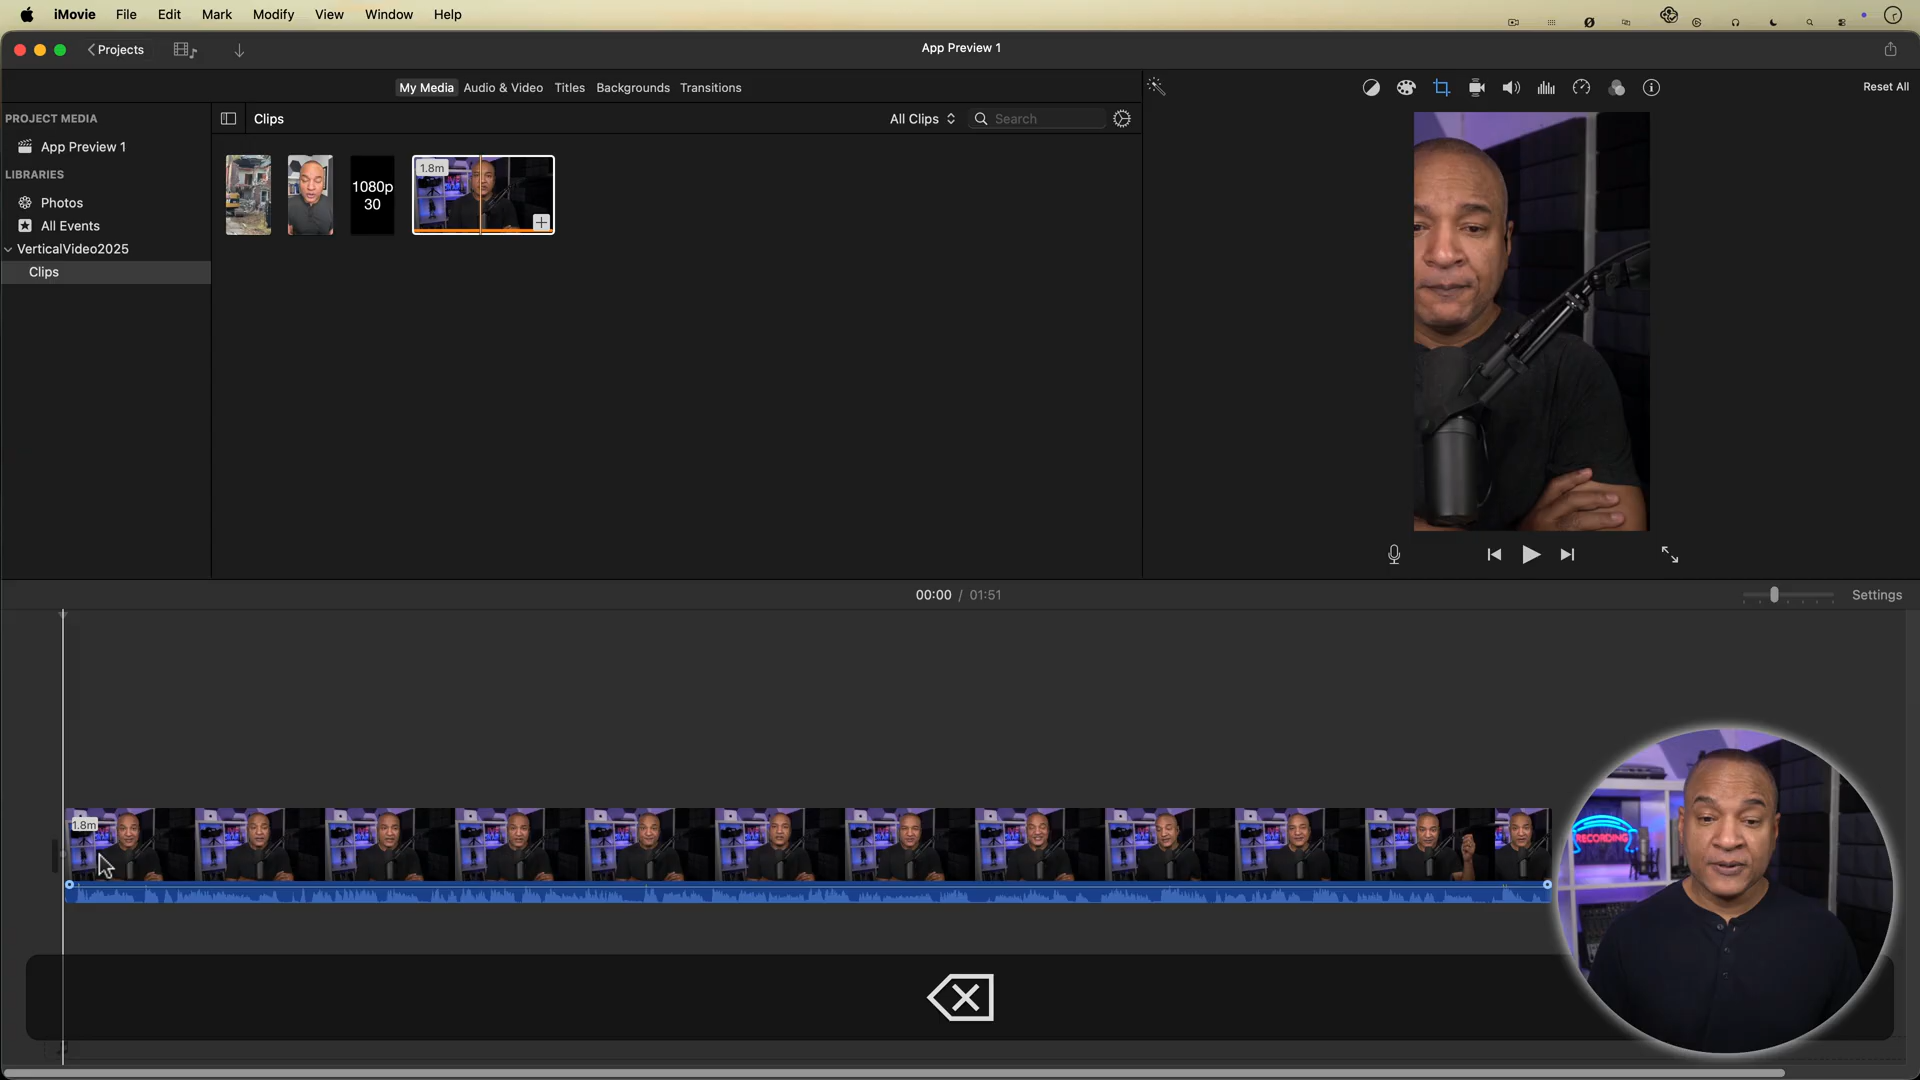 iMovie File Edit Mark Modify View Window Help
Projects
App Preview 1
My Media Audio & Video Titles Backgrounds Transitions
Reset All
PROJECT MEDIA
App Preview 1
LIBRARIES
Photos
All Events
VerticalVideo2025
Clips
Clips
All Clips
Search
1080p
30
1.8m
00:00 / 01:51
Settings
1.8m
RECORDING